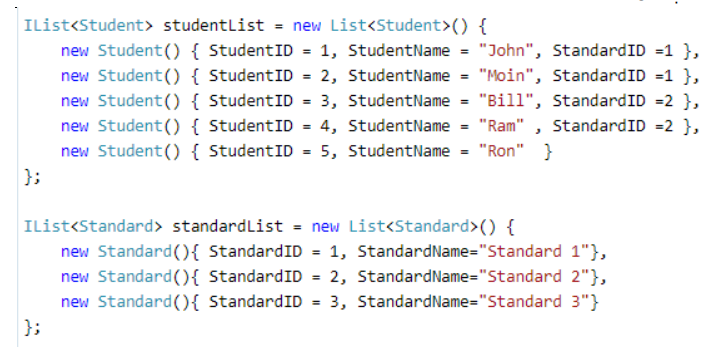 IList<Student> studentList = new List<Student>() {
    new Student() { StudentID = 1, StudentName = "John", StandardID =1 },
    new Student() { StudentID = 2, StudentName = "Moin", StandardID =1 },
    new Student() { StudentID = 3, StudentName = "Bill", StandardID =2 },
    new Student() { StudentID = 4, StudentName = "Ram" , StandardID =2 },
    new Student() { StudentID = 5, StudentName = "Ron"  }
};

IList<Standard> standardList = new List<Standard>() {
    new Standard(){ StandardID = 1, StandardName="Standard 1"},
    new Standard(){ StandardID = 2, StandardName="Standard 2"},
    new Standard(){ StandardID = 3, StandardName="Standard 3"}
};